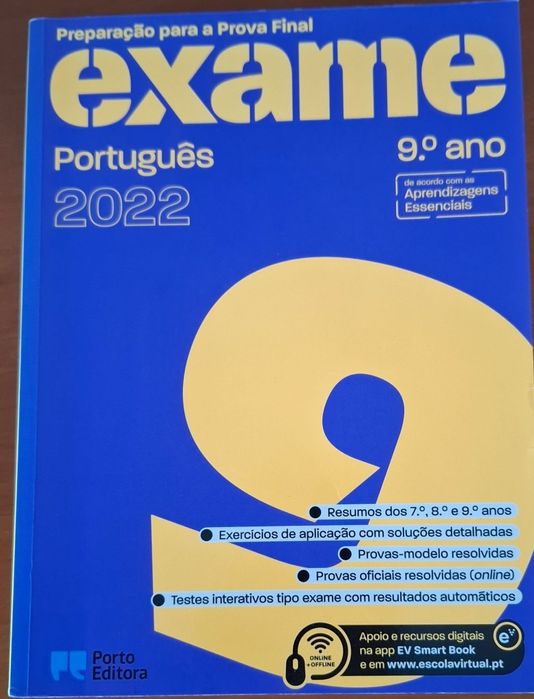 Preparação para a Prova Final
exame
Português
9.º ano
2022
de acordo com as
Aprendizagens
Essenciais
9
Resumos dos 7.º, 8.º e 9.º anos
Exercícios de aplicação com soluções detalhadas
Provas-modelo resolvidas
Provas oficiais resolvidas (online)
Testes interativos tipo exame com resultados automáticos
ONLINE
+OFFLINE
Apoio e recursos digitais
na app EV Smart Book
e em www.escolavirtual.pt
eV
Porto
Editora